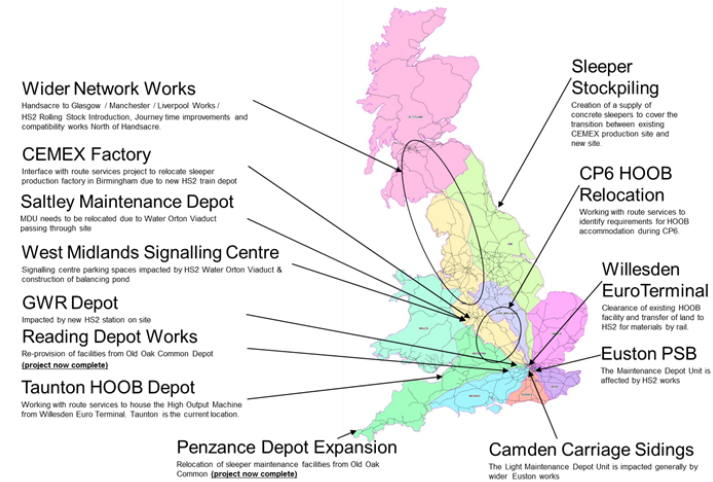 Wider Network Works
Handsacre to Glasgow / Manchester / Liverpool Works /
HS2 Rolling Stock Introduction, Journey time improvements and
compatibility works North of Handsacre.
CEMEX Factory
Interface with route services project to relocate sleeper
production factory in Birmingham due to new HS2 train depot
Saltley Maintenance Depot
MDU needs to be relocated due to Water Orton Viaduct
passing through site
West Midlands Signalling Centre
Signalling centre parking spaces impacted by HS2 Water Orton Viaduct &
construction of balancing pond
GWR Depot
Impacted by new HS2 station on site
Reading Depot Works
Re-provision of facilities from Old Oak Common Depot
(project now complete)
Taunton HOOB Depot
Working with route services to house the High Output Machine
from Willesden Euro Terminal. Taunton is the current location.
Penzance Depot Expansion
Relocation of sleeper maintenance facilities from Old Oak
Common (project now complete)
Sleeper
Stockpiling
Creation of a supply of
concrete sleepers to cover the
transition between existing
CEMEX production site and
new site.
CP6 HOOB
Relocation
Working with route services to
identify requirements for HOOB
accommodation during CP6.
Willesden
EuroTerminal
Clearance of existing HOOB
facility and transfer of land to
HS2 for materials by rail.
Euston PSB
The Maintenance Depot Unit is
affected by HS2 works
Camden Carriage Sidings
The Light Maintenance Depot Unit is impacted generally by
wider Euston works